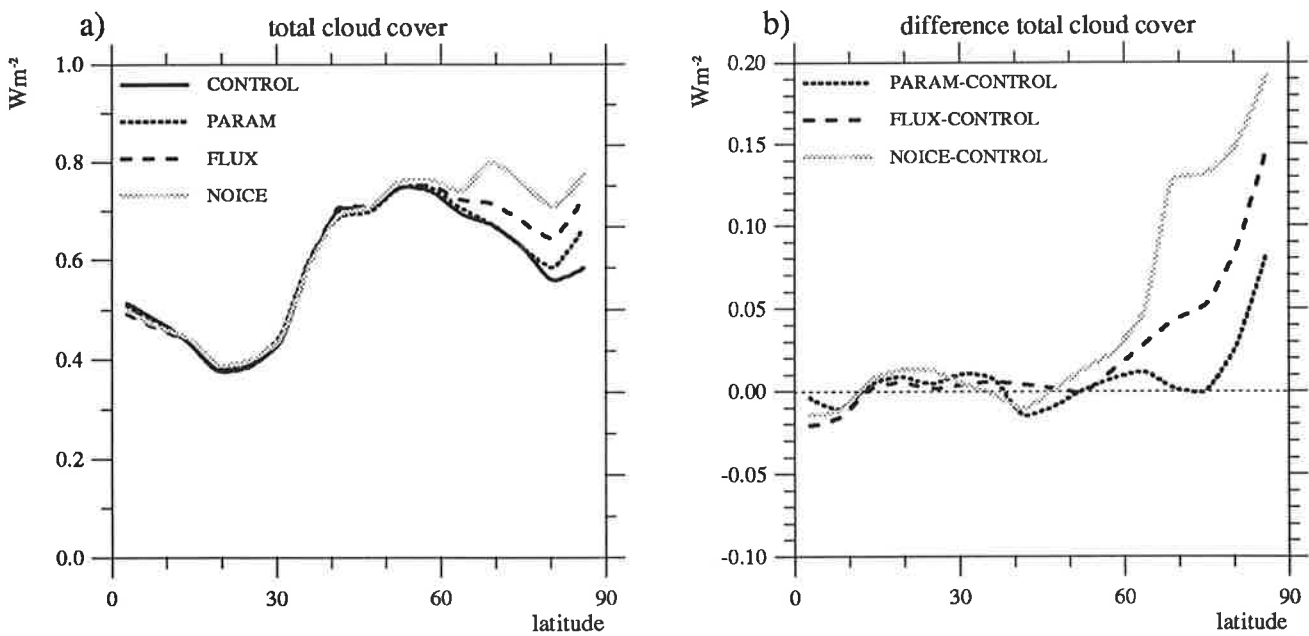 a)
total cloud cover
Wm-2
1.0
0.8
0.6
0.4
0.2
0.0
CONTROL
PARAM
FLUX
NOICE
0
30
60
90
latitude
b)
difference total cloud cover
Wm-2
0.20
0.15
0.10
0.05
0.00
-0.05
-0.10
PARAM-CONTROL
FLUX-CONTROL
NOICE-CONTROL
0
30
60
90
latitude